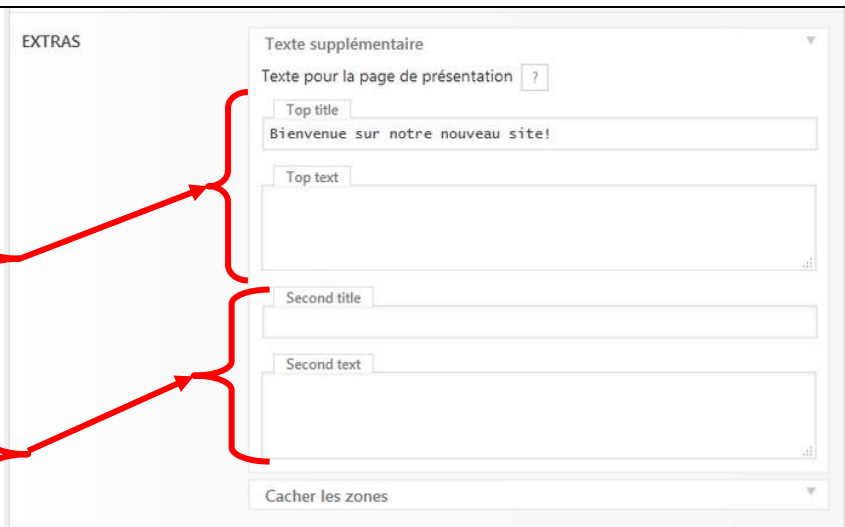 EXTRAS
Texte supplémentaire
Texte pour la page de présentation ?
Top title
Bienvenue sur notre nouveau site!
Top text
Second title
Second text
Cacher les zones